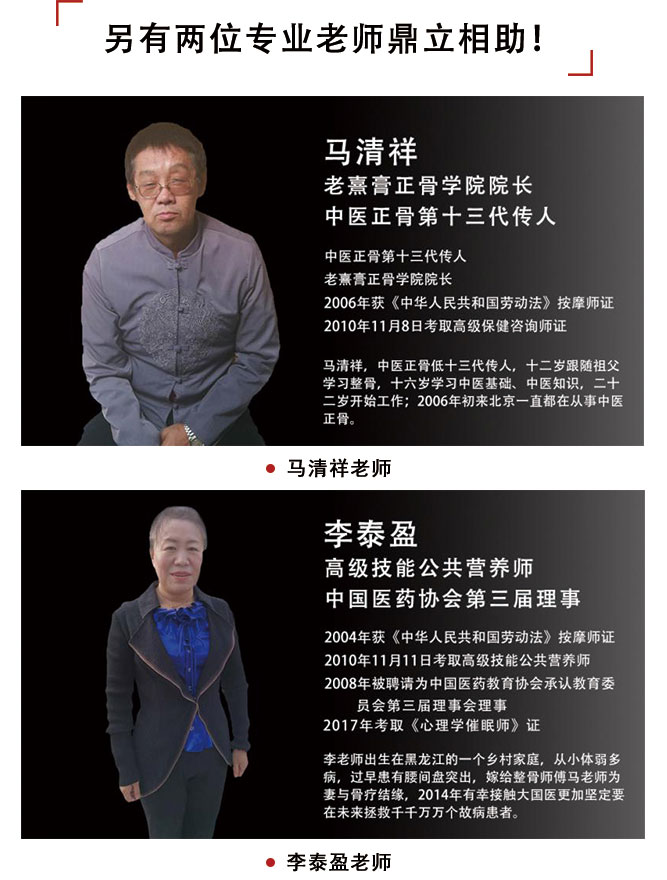 另有两位专业老师鼎立相助！
马清祥
老熹膏正骨学院院长
中医正骨第十三代传人
中医正骨第十三代传人
老熹膏正骨学院院长
2006年获《中华人民共和国劳动法》按摩师证
2010年11月8日考取高级保健咨询师证
马清祥，中医正骨低十三代传人，十二岁跟随祖父
学习整骨，十六岁学习中医基础、中医知识，二十
二岁开始工作；2006年初来北京一直都在从事中医
正骨。
马清祥老师
李泰盈
高级技能公共营养师
中国医药协会第三届理事
2004年获《中华人民共和国劳动法》按摩师证
2010年11月11日考取高级技能公共营养师
2008年被聘请为中国医药教育协会承认教育委
员会第三届理事会理事
2017年考取《心理学催眠师》证
李老师出生在黑龙江的一个乡村家庭，从小体弱多
病，过早患有腰间盘突出，嫁给整骨师傅马老师为
妻与骨疗结缘，2014年有幸接触大国医更加坚定要
在未来拯救千千万万个故病患者。
李泰盈老师